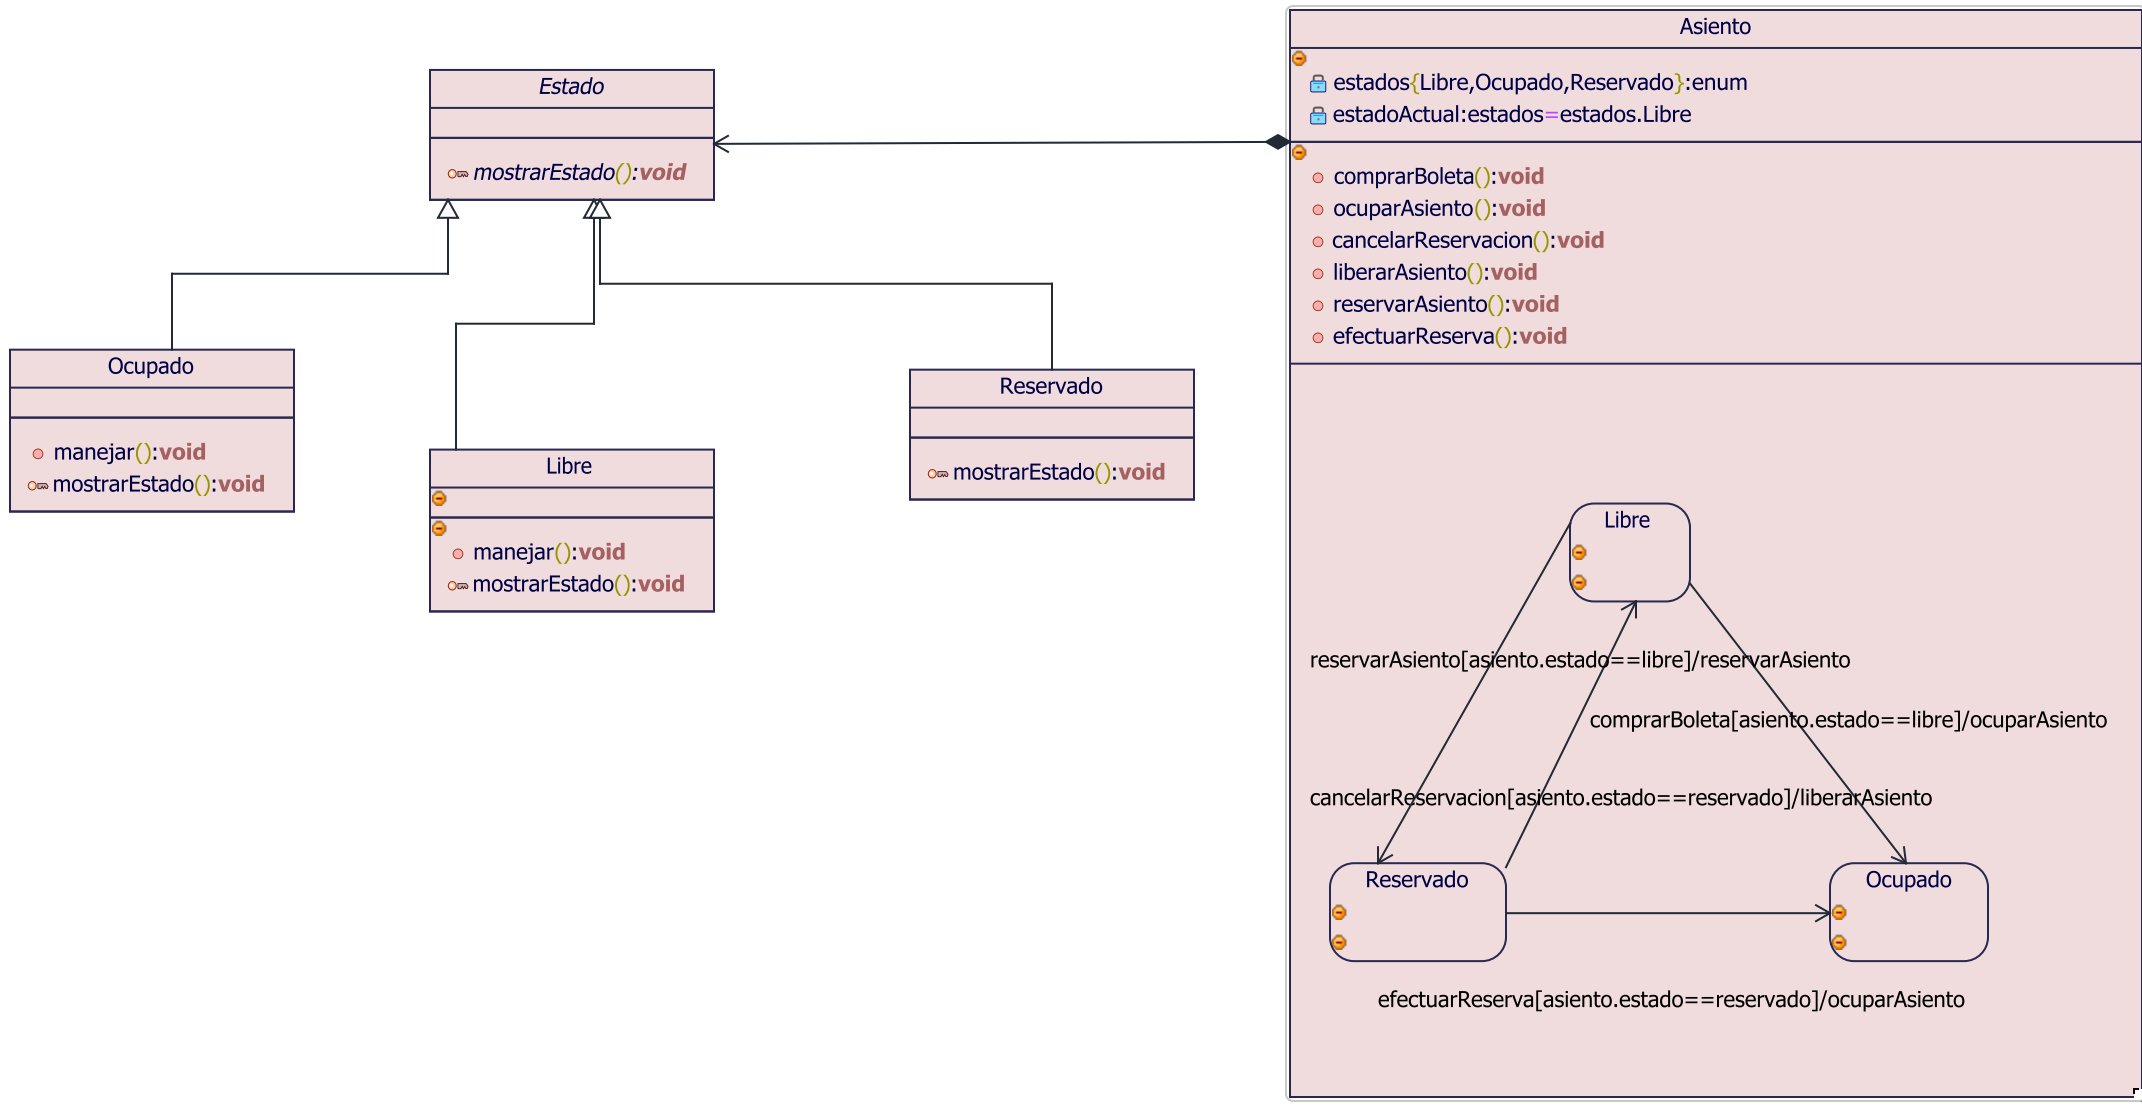 Estado
mostrarEstado():void
Ocupado
manejar():void
mostrarEstado():void
Libre
manejar():void
mostrarEstado():void
Reservado
mostrarEstado():void
Asiento
estados{Libre,Ocupado,Reservado}:enum
estadoActual:estados=estados.Libre
comprarBoleta():void
ocuparAsiento():void
cancelarReservacion():void
liberarAsiento():void
reservarAsiento():void
efectuarReserva():void
Libre
reservarAsiento[asiento.estado==libre]/reservarAsiento
comprarBoleta[asiento.estado==libre]/ocuparAsiento
cancelarReservacion[asiento.estado==reservado]/liberarAsiento
Reservado
Ocupado
efectuarReserva[asiento.estado==reservado]/ocuparAsiento